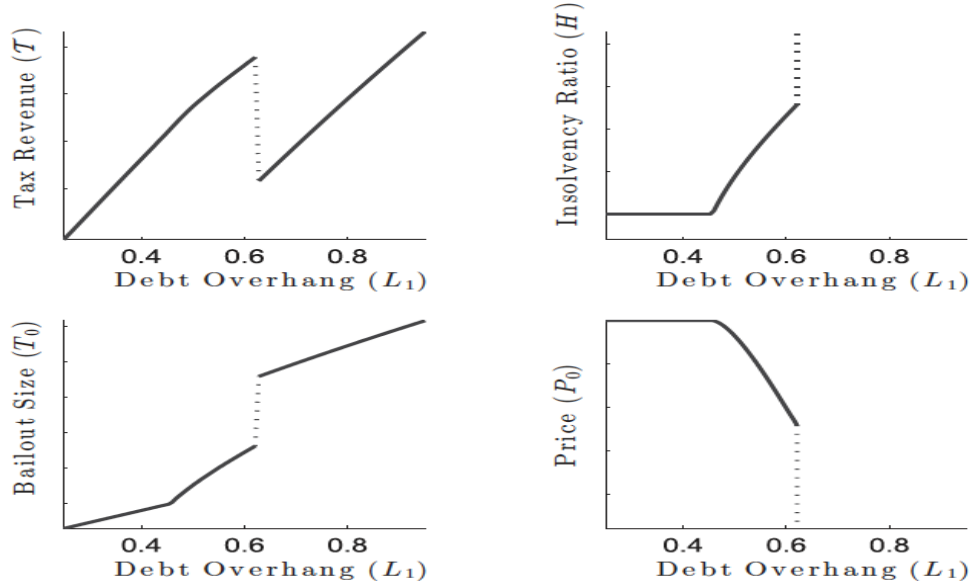 Tax Revenue (T)
0.4 0.6 0.8
Debt Overhang (L₁)
Insolvency Ratio (H)
0.4 0.6 0.8
Debt Overhang (L₁)
Bailout Size (T₀)
0.4 0.6 0.8
Debt Overhang (L₁)
Price (P₀)
0.4 0.6 0.8
Debt Overhang (L₁)